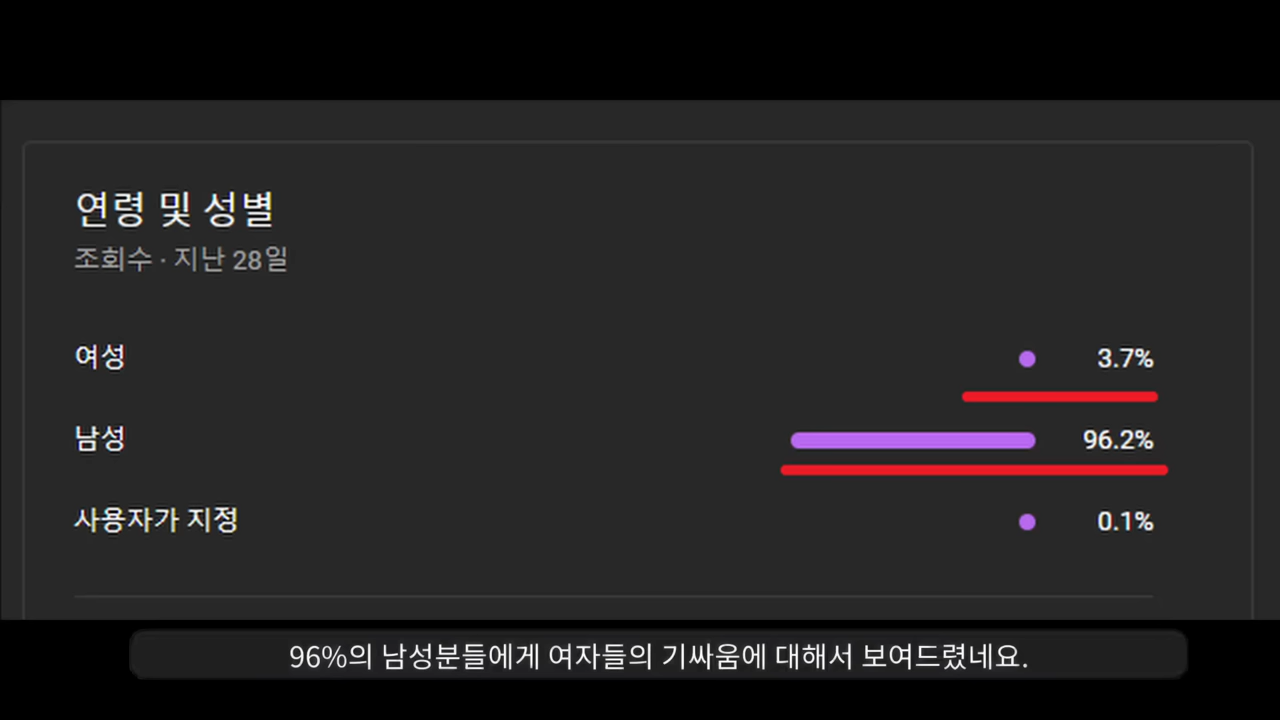 연령 및 성별
조회수 · 지난 28일
여성 3.7%
남성 96.2%
사용자가 지정 0.1%
96%의 남성분들에게 여자들의 기싸움에 대해서 보여드렸네요.